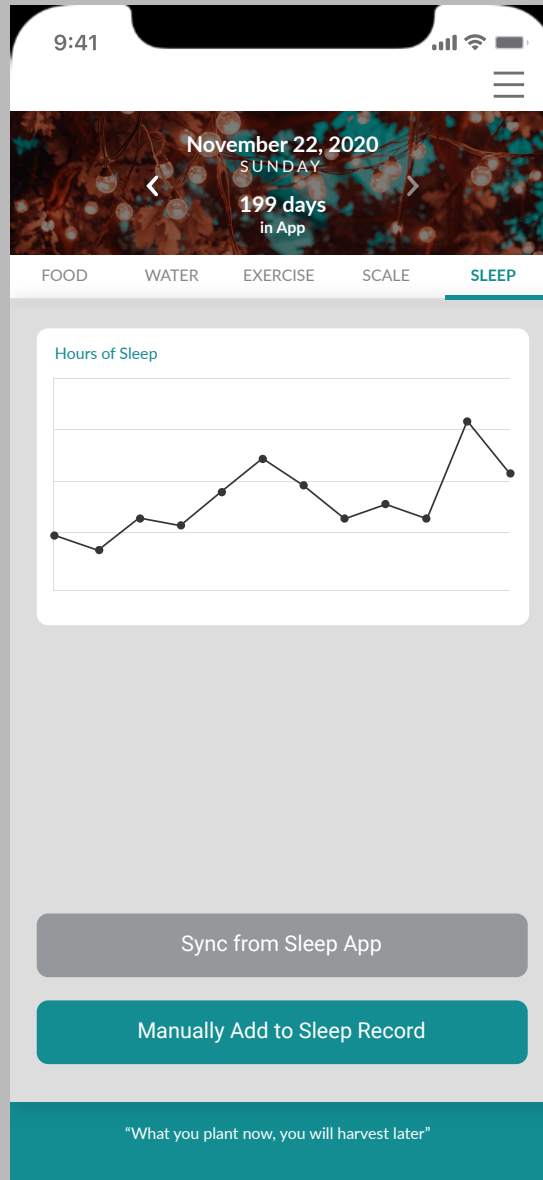 9:41
November 22, 2020
SUNDAY
199 days
in App
FOOD WATER EXERCISE SCALE SLEEP
Hours of Sleep
Sync from Sleep App
Manually Add to Sleep Record
“What you plant now, you will harvest later”